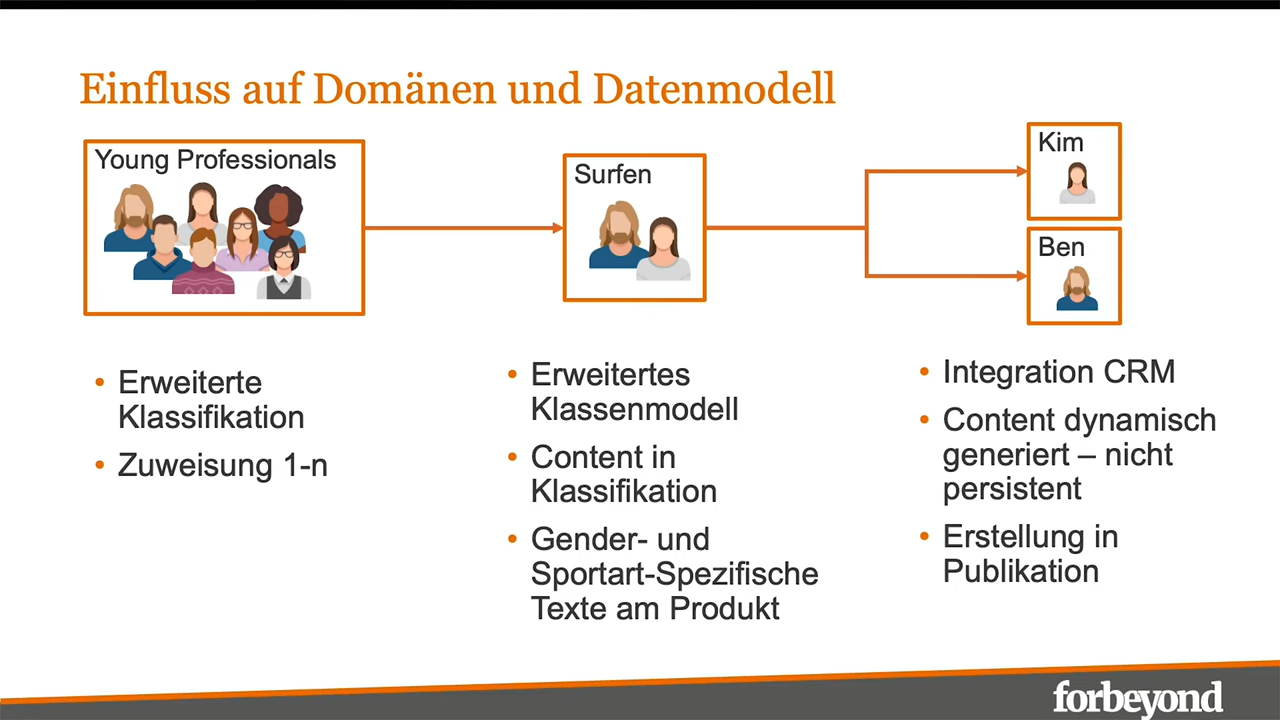 Einfluss auf Domänen und Datenmodell
Young Professionals
Surfen
Kim
Ben
• Erweiterte
Klassifikation
• Zuweisung 1-n
• Erweitertes
Klassenmodell
• Content in
Klassifikation
• Gender- und
Sportart-Spezifische
Texte am Produkt
• Integration CRM
• Content dynamisch
generiert – nicht
persistent
• Erstellung in
Publikation
forbeyond